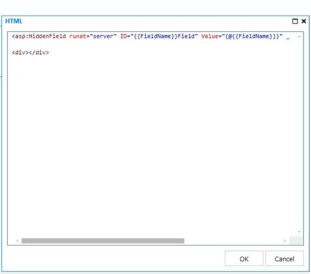 HTML
<asp:HiddenField runat="server" ID="{{FieldName}}Field" Value="{@{{FieldName}}}" _
<div></div>
OK Cancel